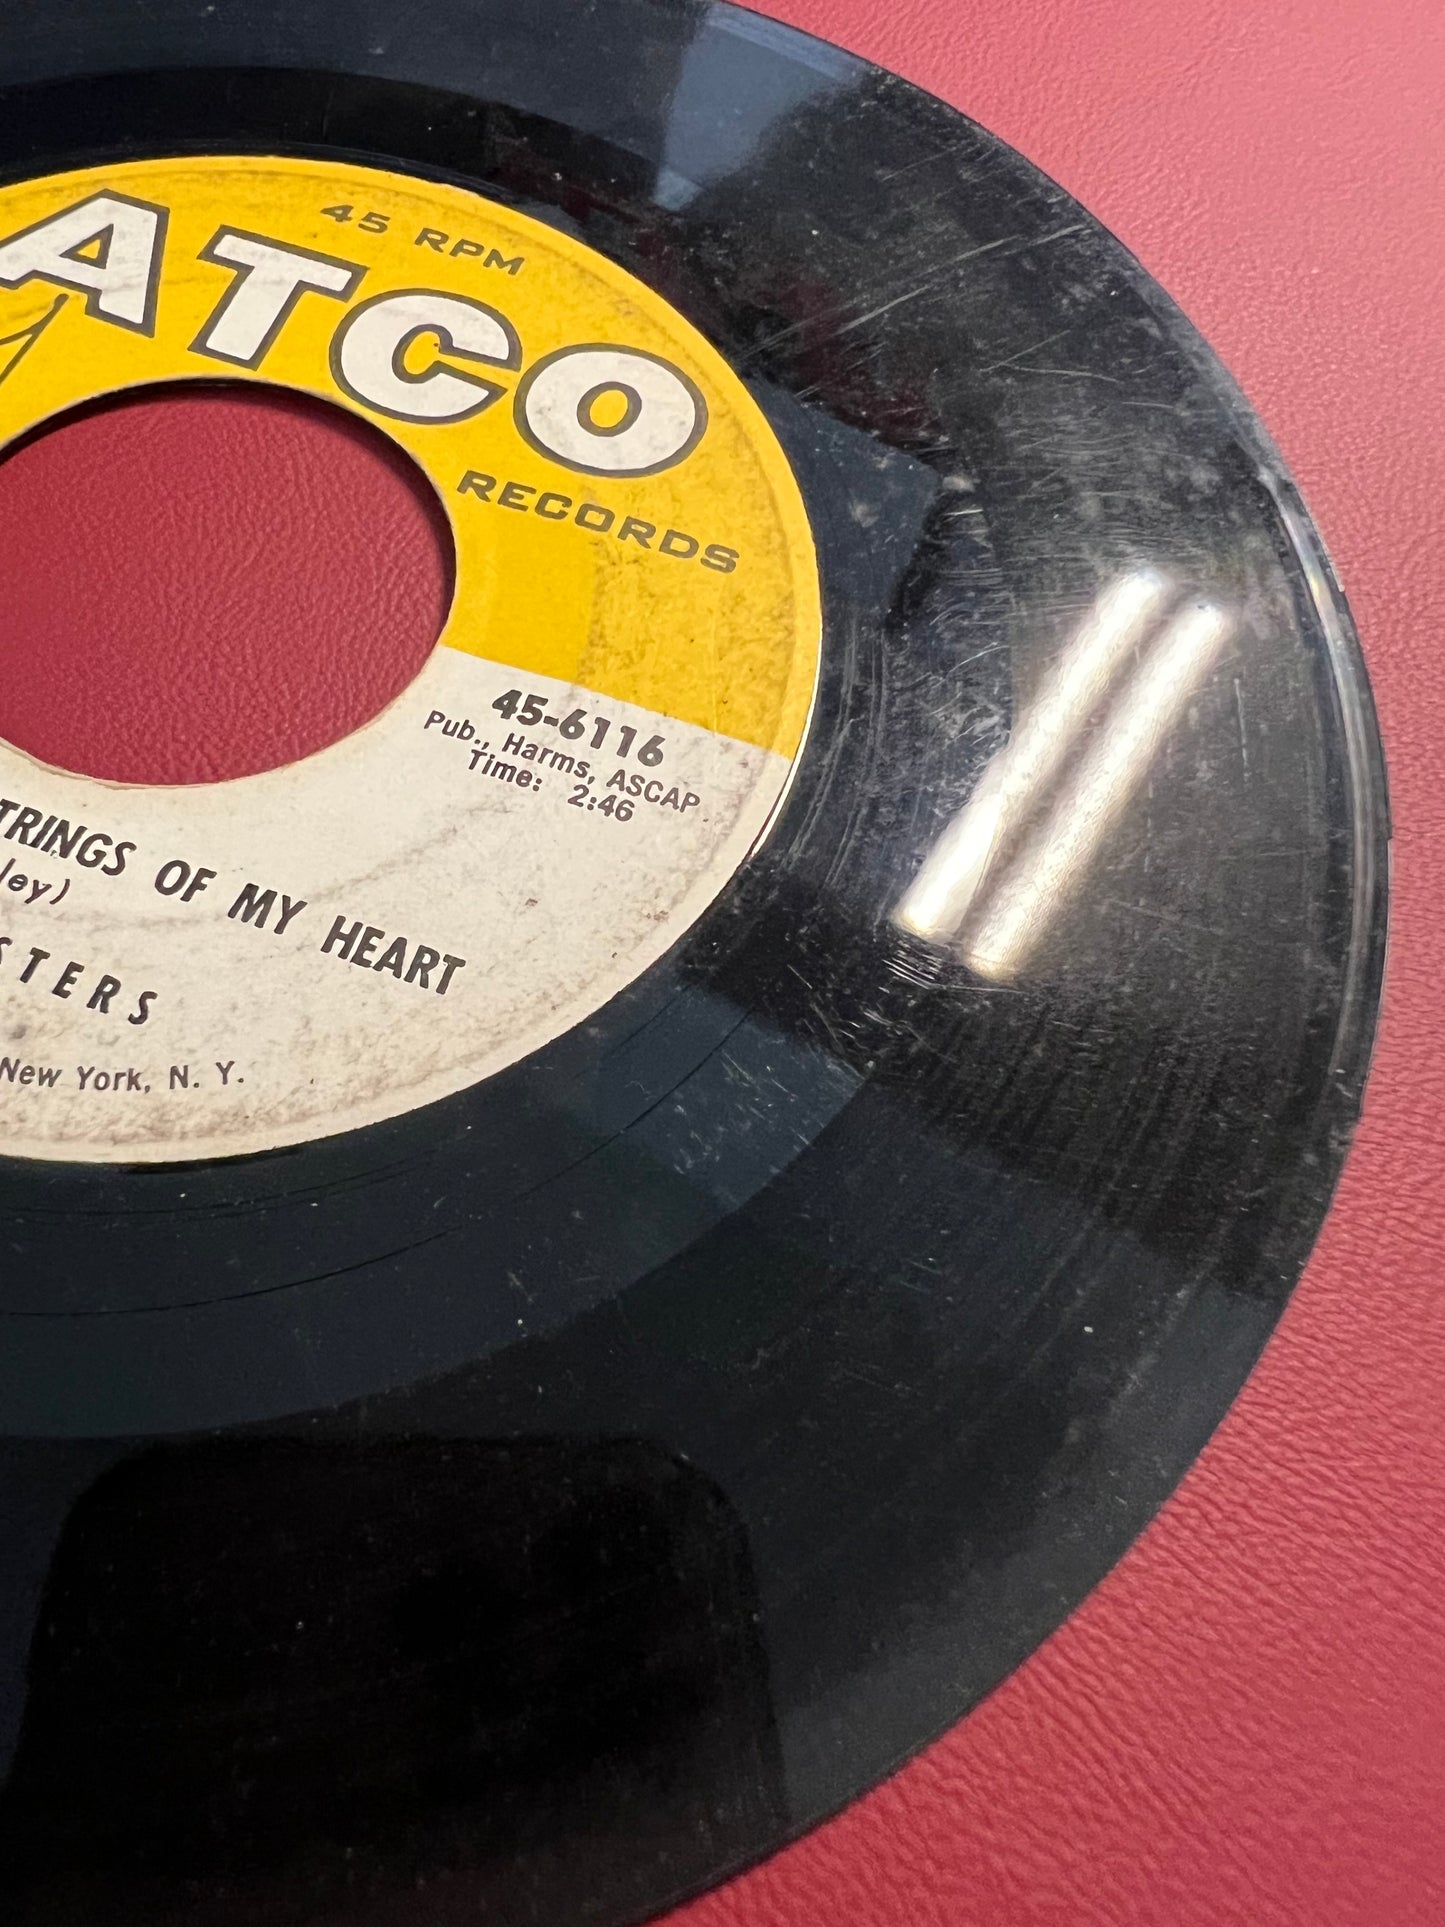 45 RPM
ATCO
RECORDS
45-6116
Pub., Harms, ASCAP
Time: 2:46
TRINGS OF MY HEART
ley)
STERS
New York, N. Y.